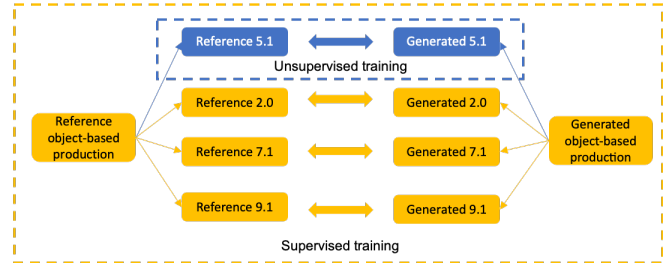 Reference 5.1
Generated 5.1
Unsupervised training
Reference 2.0
Generated 2.0
Reference
object-based
production
Generated
object-based
production
Reference 7.1
Generated 7.1
Reference 9.1
Generated 9.1
Supervised training